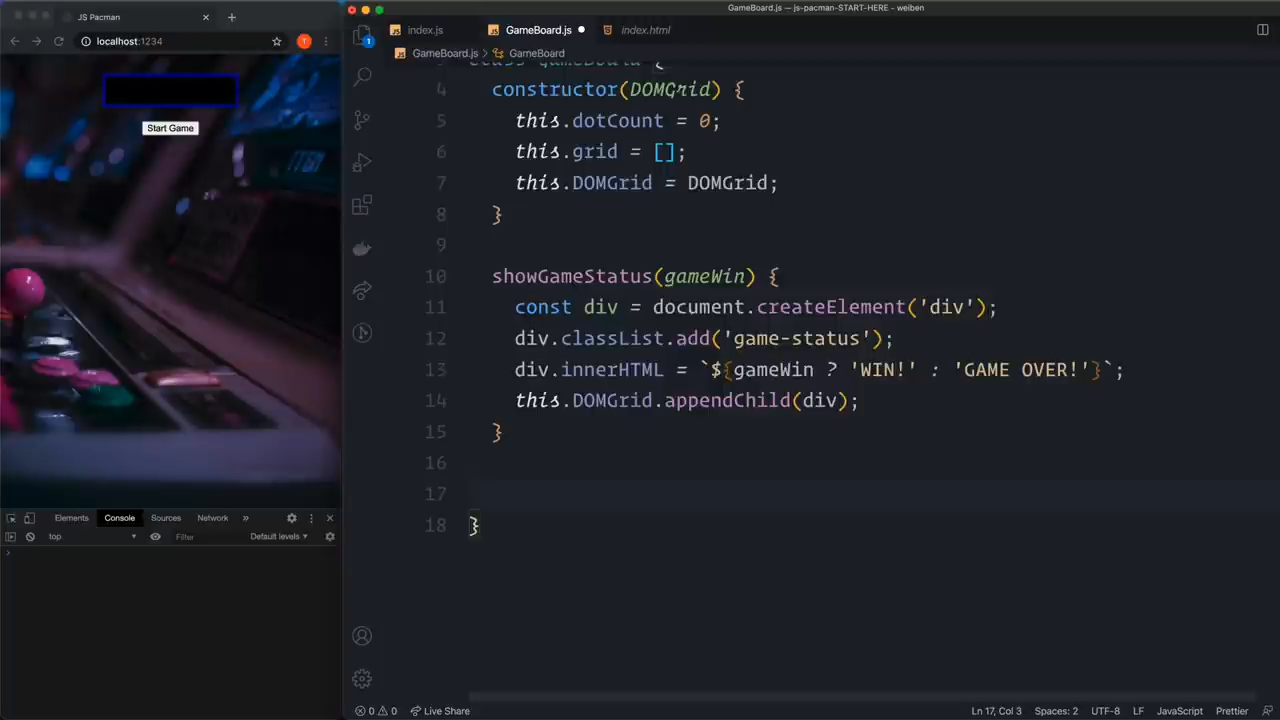 JS Pacman
localhost:1234
T
Start Game
Elements Console Sources Network »
top Filter Default levels
GameBoard.js — js-pacman-START-HERE - weiben
index.js GameBoard.js index.html
GameBoard.js > GameBoard
1
4 constructor(DOMGrid) {
5 this.dotCount = 0;
6 this.grid = [];
7 this.DOMGrid = DOMGrid;
8 }
9
10 showGameStatus(gameWin) {
11 const div = document.createElement('div');
12 div.classList.add('game-status');
13 div.innerHTML = `${gameWin ? 'WIN!' : 'GAME OVER!'}`;
14 this.DOMGrid.appendChild(div);
15 }
16
17
18 }
0 0 Live Share Ln 17, Col 3 Spaces: 2 UTF-8 LF JavaScript Prettier